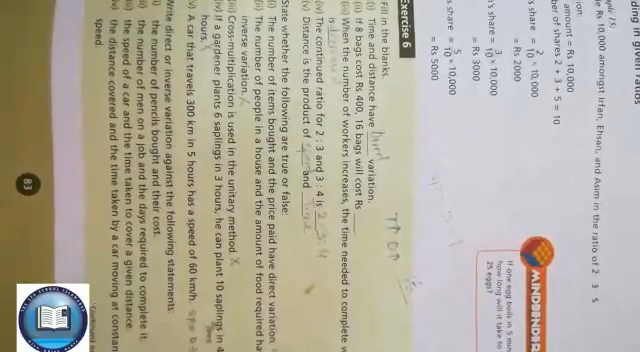 ding in given ratios
de Rs 10,000 amongst Irfan, Ehsan, and Asim in the ratio of 2 3 5
amount = Rs 10,000
ber of shares 2 + 3 + 5 = 10
s share = 2/10 × 10,000
= Rs 2000
n's share = 3/10 × 10,000
= Rs 3000
s share = 5/10 × 10,000
= Rs 5000
MINDBENDER
If one egg boils in 5 min
how long will it take to
25 eggs?
Exercise 6
Fill in the blanks.
(i) Time and distance have direct variation.
(ii) If 8 bags cost Rs 400, 16 bags will cost Rs
(iii) When the number of workers increases, the time needed to complete
is
(iv) The continued ratio for 2 : 3 and 3 : 4 is 2:3:4
(v) Distance is the product of speed and time
State whether the following are true or false:
(i) The number of items bought and the price paid have direct variation.
(ii) The number of people in a house and the amount of food required ha
inverse variation. X
(iii) Cross-multiplication is used in the unitary method. X
(iv) If a gardener plants 6 saplings in 3 hours, he can plant 10 saplings in 4
hours.
(v) A car that travels 300 km in 5 hours has a speed of 60 km/h.
Write direct or inverse variation against the following statements:
(i) the number of pencils bought and their cost.
(ii) the number of men on a job and the days required to complete it.
(iii) the speed of a car and the time taken to cover a given distance.
(iv) the distance covered and the time taken by a car moving at constan
speed
83